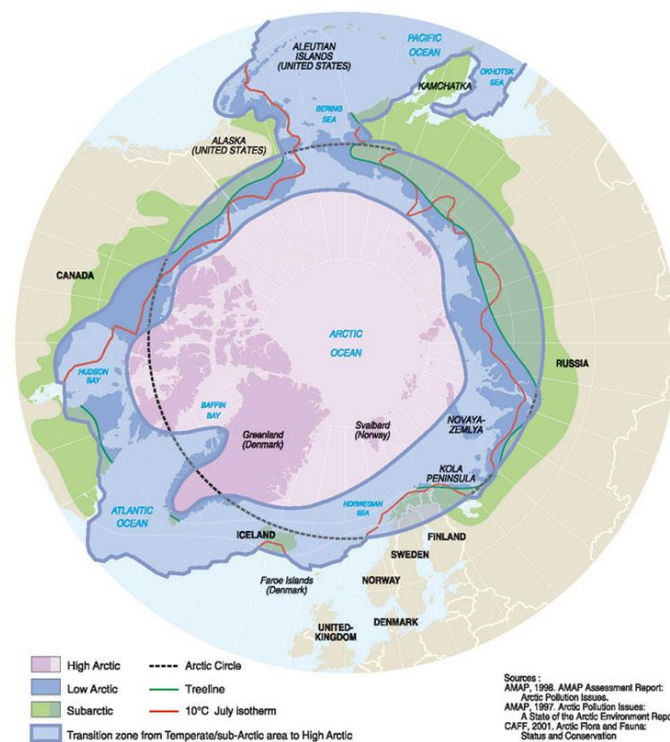 PACIFIC
OCEAN
ALEUTIAN
ISLANDS
(UNITED STATES)
KAMCHATKA
OKHOTSK
SEA
BERING
SEA
ALASKA
(UNITED STATES)
CANADA
ARCTIC
OCEAN
RUSSIA
HUDSON
BAY
BAFFIN
BAY
Greenland
(Denmark)
Svalbard
(Norway)
NOVAYA-
ZEMLYA
KOLA
PENINSULA
ATLANTIC
OCEAN
NORWEGIAN
SEA
ICELAND
FINLAND
SWEDEN
Faroe Islands
(Denmark)
NORWAY
DENMARK
UNITED-
KINGDOM
High Arctic
Low Arctic
Subarctic
Transition zone from Temperate/sub-Arctic area to High Arctic
Arctic Circle
Treeline
10°C July isotherm
Sources :
AMAP, 1998. AMAP Assessment Report:
Arctic Pollution Issues.
AMAP, 1997. Arctic Pollution Issues:
A State of the Arctic Environment Repo
CAFF, 2001. Arctic Flora and Fauna:
Status and Conservation